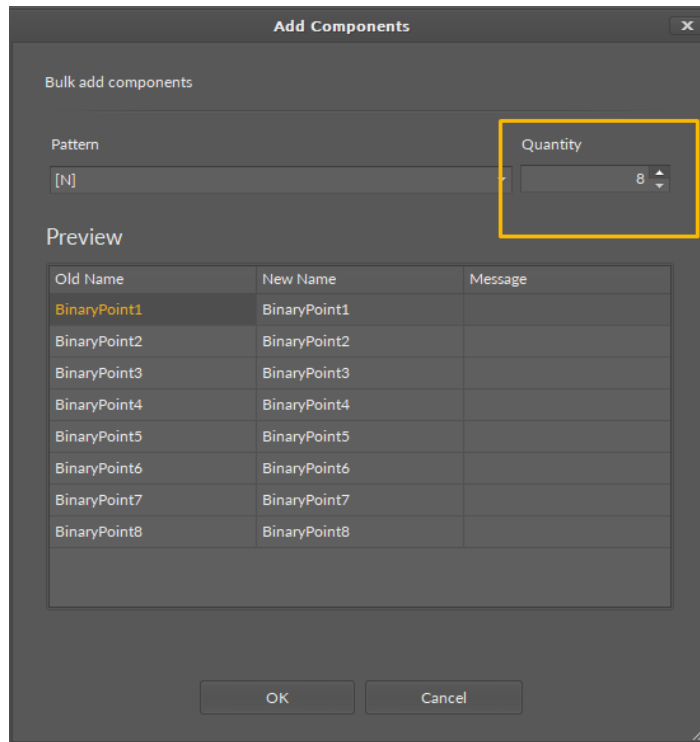 Add Components
Bulk add components
Pattern Quantity
[N] 8
Preview
Old Name New Name Message
BinaryPoint1 BinaryPoint1
BinaryPoint2 BinaryPoint2
BinaryPoint3 BinaryPoint3
BinaryPoint4 BinaryPoint4
BinaryPoint5 BinaryPoint5
BinaryPoint6 BinaryPoint6
BinaryPoint7 BinaryPoint7
BinaryPoint8 BinaryPoint8
OK Cancel